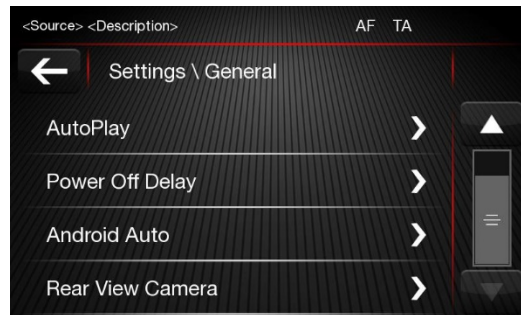 <Source> <Description> AF TA
Settings \ General
AutoPlay
Power Off Delay
Android Auto
Rear View Camera